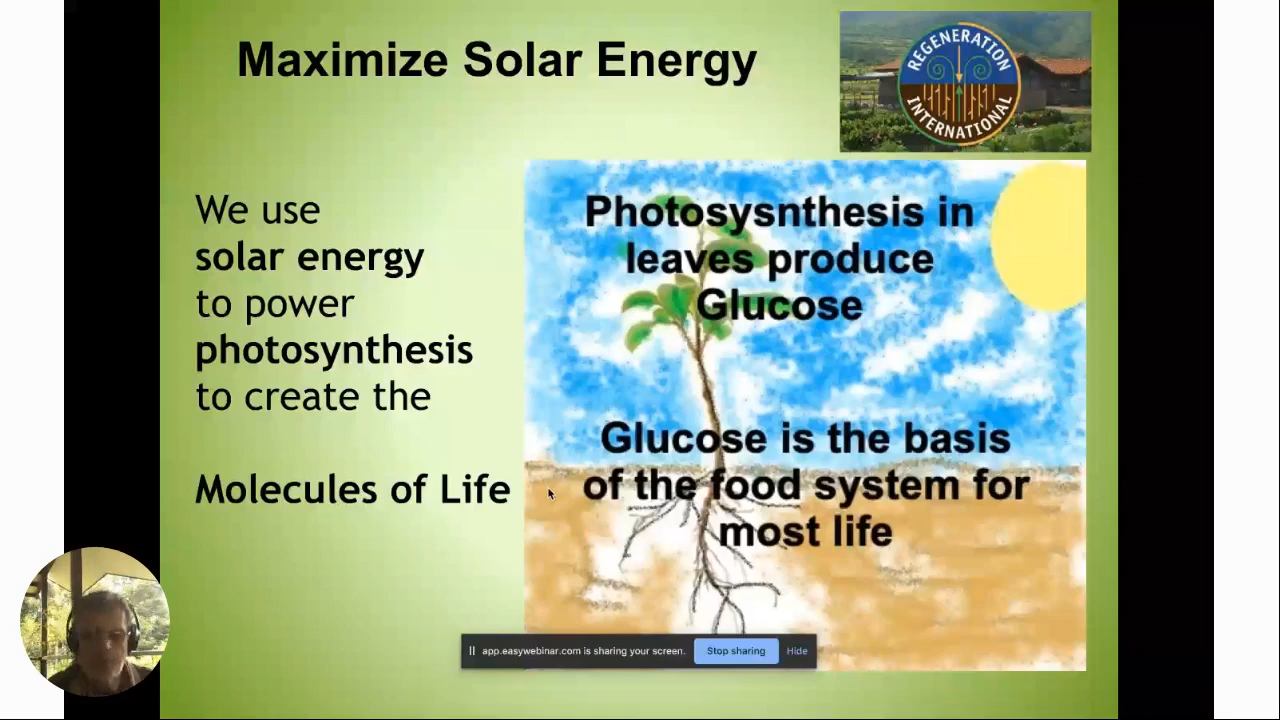 Maximize Solar Energy
REGENERATION
INTERNATIONAL
We use
solar energy
to power
photosynthesis
to create the
Molecules of Life
Photosysnthesis in
leaves produce
Glucose
Glucose is the basis
of the food system for
most life
app.easywebinar.com is sharing your screen. Stop sharing Hide